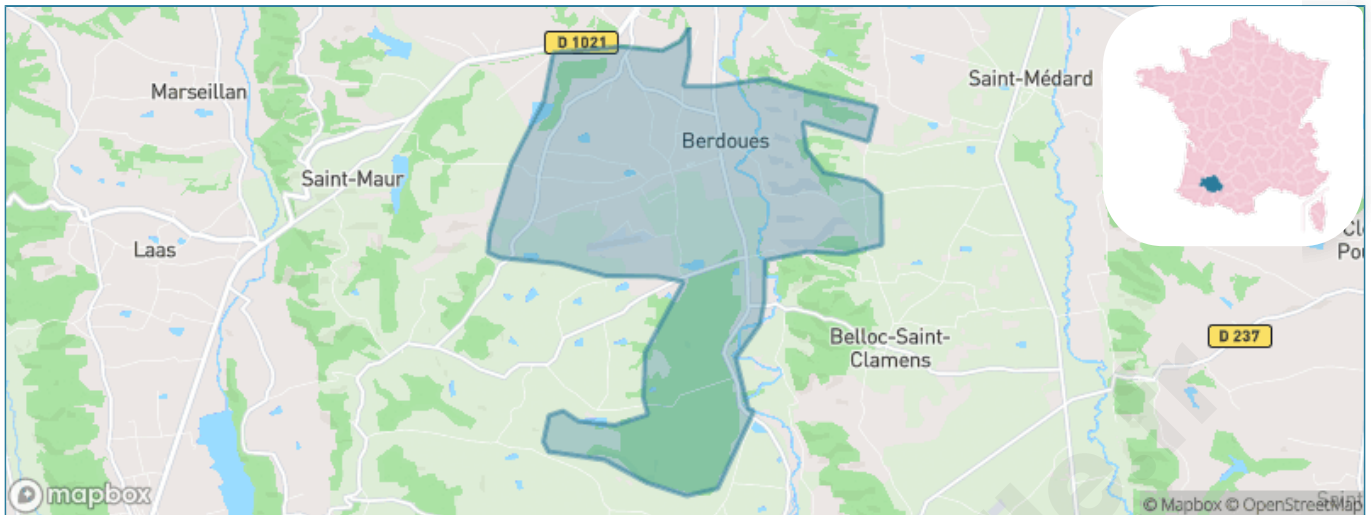 D 1021
Marseillan
Saint-Médard
Berdoues
Saint-Maur
Laas
Belloc-Saint-
Clamens
D 237
mapbox
© Mapbox © OpenStreetMap